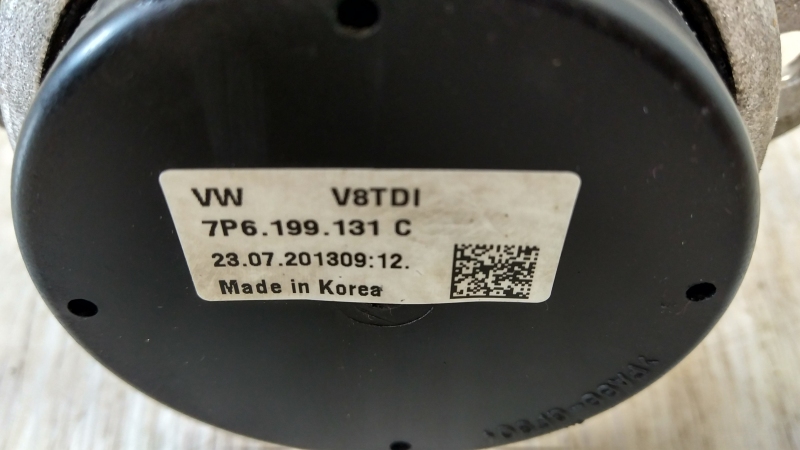 VW V8TDI
7P6.199.131 C
23.07.201309:12.
Made in Korea